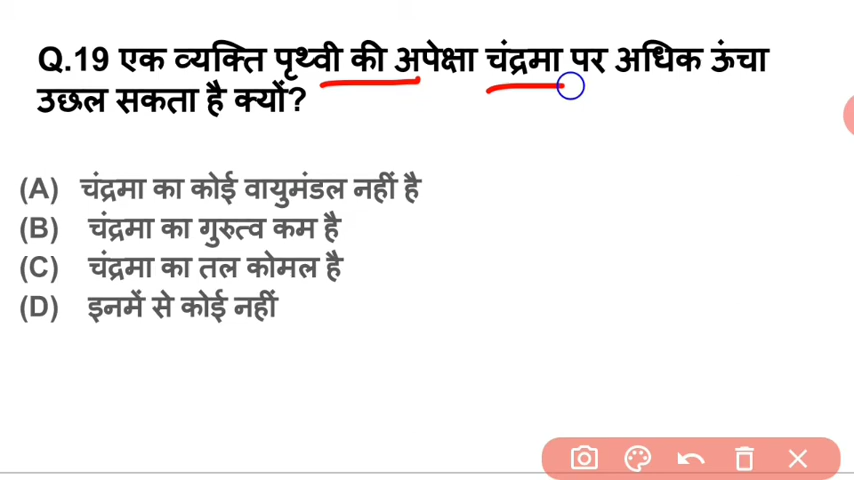 Q.19 एक व्यक्ति पृथ्वी की अपेक्षा चंद्रमा पर अधिक ऊंचा
उछल सकता है क्यों?
(A) चंद्रमा का कोई वायुमंडल नहीं है
(B) चंद्रमा का गुरुत्व कम है
(C) चंद्रमा का तल कोमल है
(D) इनमें से कोई नहीं